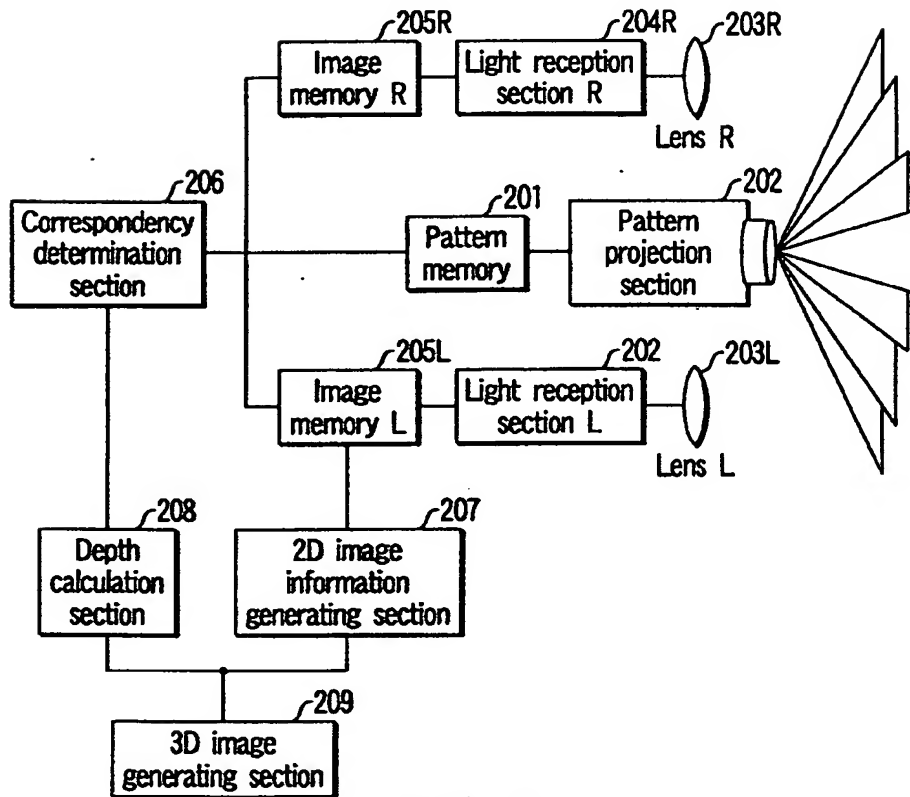 205R
Image
memory R
204R
Light reception
section R
203R
Lens R
206
Correspondency
determination
section
201
Pattern
memory
202
Pattern
projection
section
205L
Image
memory L
202
Light reception
section L
203L
Lens L
208
Depth
calculation
section
207
2D image
information
generating section
209
3D image
generating section